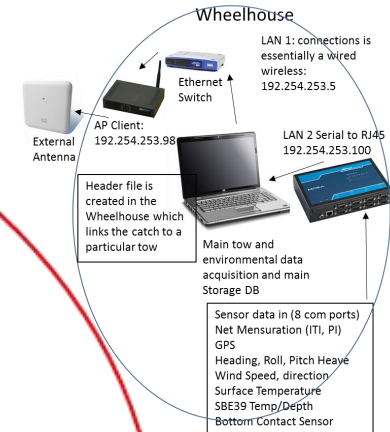 Wheelhouse
LAN 1: connections is
essentially a wired
wireless:
192.254.253.5
Ethernet
Switch
AP Client:
192.254.253.98
External
Antenna
LAN 2 Serial to RJ45
192.254.253.100
Header file is
created in the
Wheelhouse which
links the catch to a
particular tow
Main tow and
environmental data
acquisition and main
Storage DB
Sensor data in (8 com ports)
Net Mensuration (ITI, PI)
GPS
Heading, Roll, Pitch Heave
Wind Speed, direction
Surface Temperature
SBE39 Temp/Depth
Bottom Contact Sensor